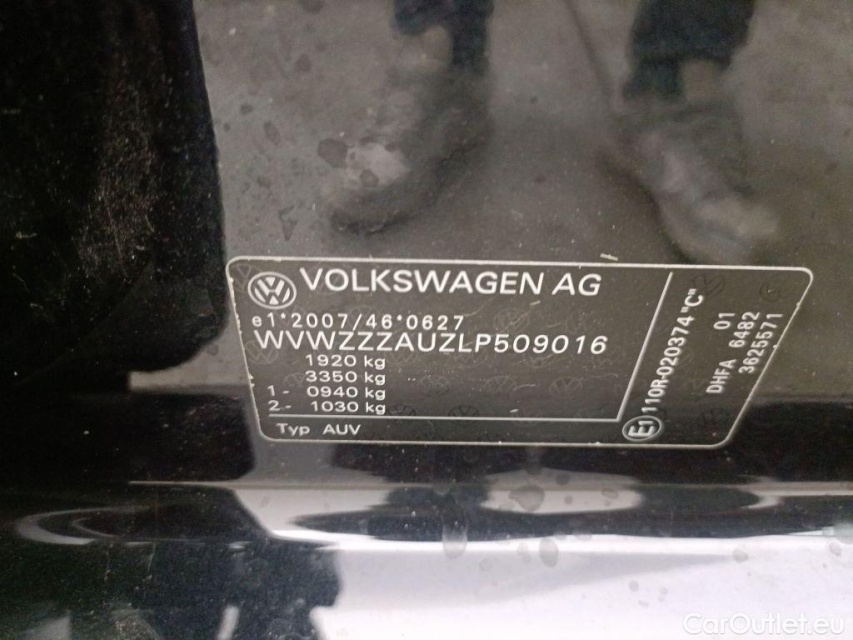 VOLKSWAGEN AG
e1*2007/46*0627
WVWZZZAUZLP509016
1920 kg
3350 kg
1- 0940 kg
2.- 1030 kg
Typ AUV
E1 110R-020374 "C"
01
DHFA 6482
3625571
CarOutlet.eu